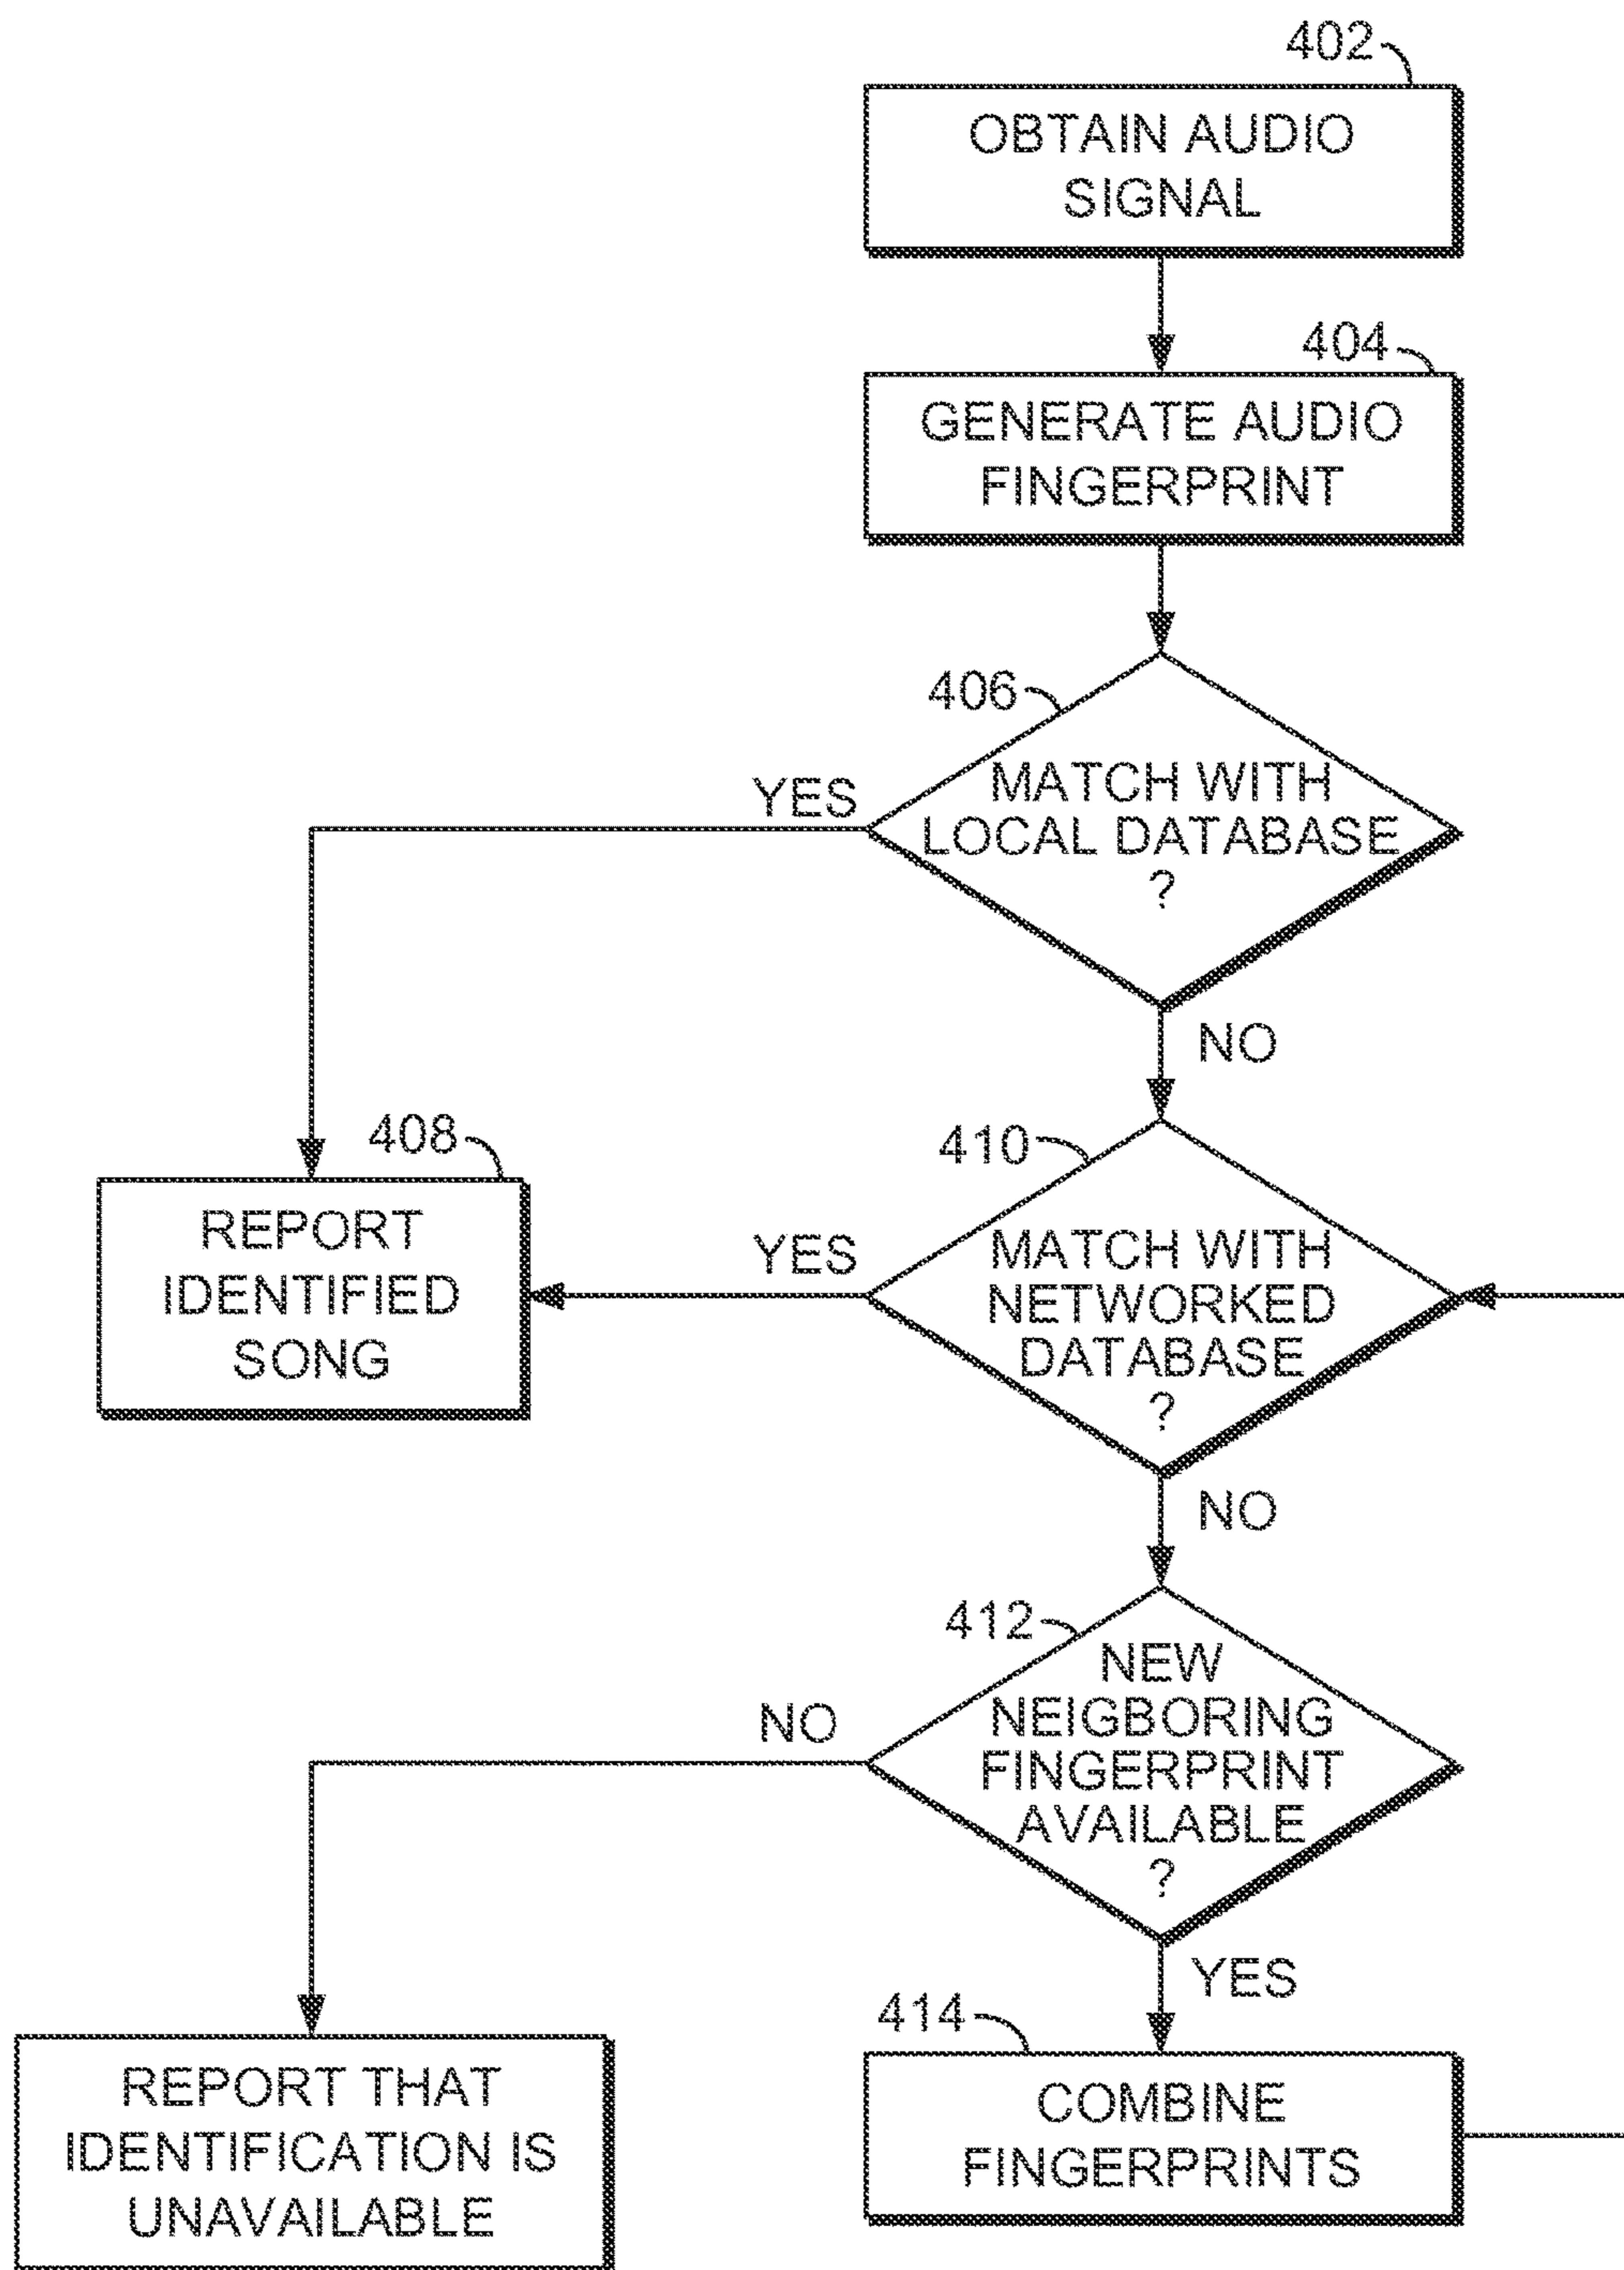 402
OBTAIN AUDIO
SIGNAL
404
GENERATE AUDIO
FINGERPRINT
406
MATCH WITH
LOCAL DATABASE
?
YES
NO
408
REPORT
IDENTIFIED
SONG
410
MATCH WITH
NETWORKED
DATABASE
?
YES
NO
412
NEW
NEIGBORING
FINGERPRINT
AVAILABLE
?
NO
YES
REPORT THAT
IDENTIFICATION IS
UNAVAILABLE
414
COMBINE
FINGERPRINTS